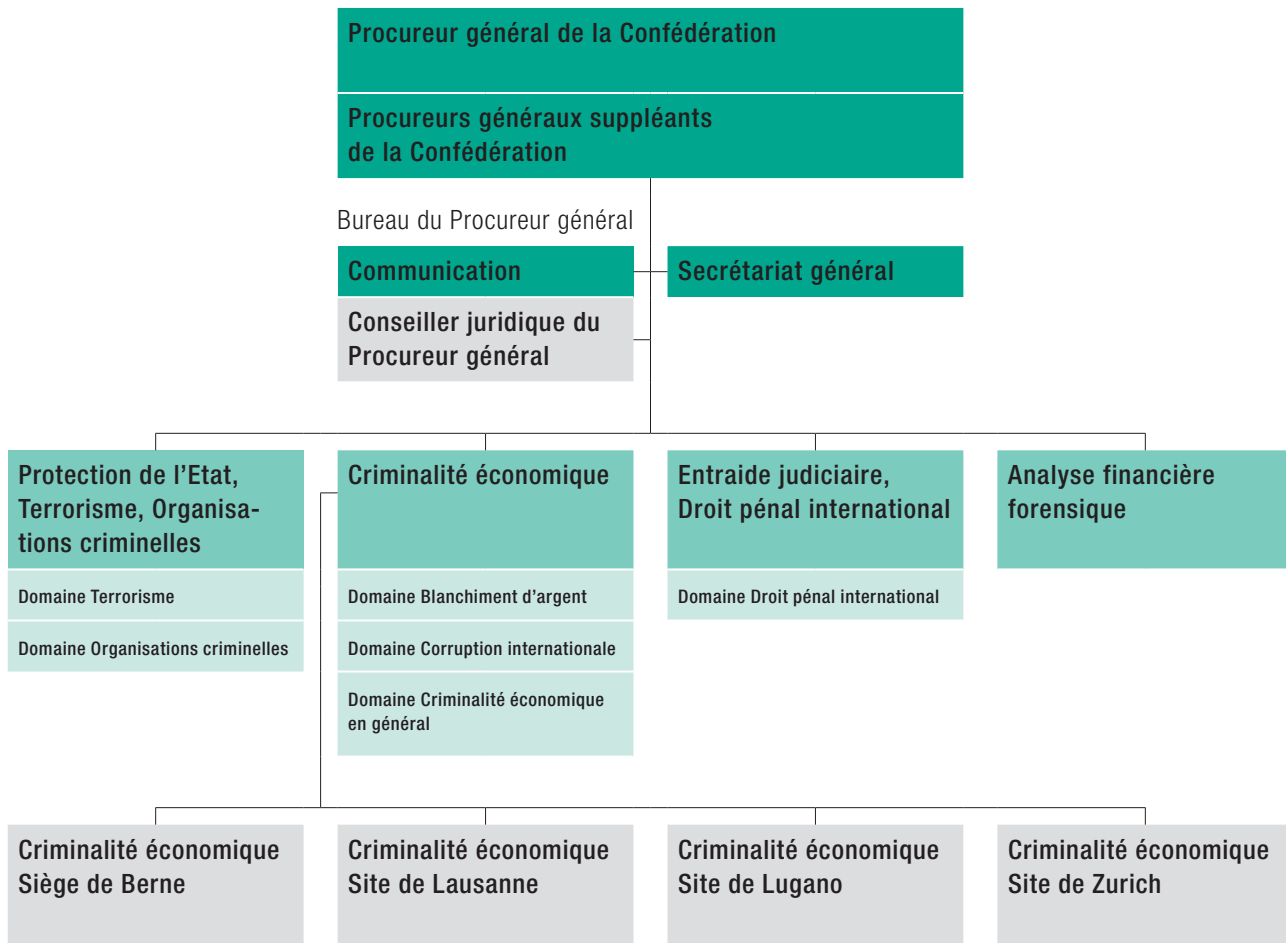 Procureur général de la Confédération
Procureurs généraux suppléants
de la Confédération
Bureau du Procureur général
Communication
Secrétariat général
Conseiller juridique du
Procureur général
Protection de l’Etat,
Terrorisme, Organisa-
tions criminelles
Domaine Terrorisme
Domaine Organisations criminelles
Criminalité économique
Domaine Blanchiment d’argent
Domaine Corruption internationale
Domaine Criminalité économique
en général
Entraide judiciaire,
Droit pénal international
Domaine Droit pénal international
Analyse financière
forensique
Criminalité économique
Siège de Berne
Criminalité économique
Site de Lausanne
Criminalité économique
Site de Lugano
Criminalité économique
Site de Zurich